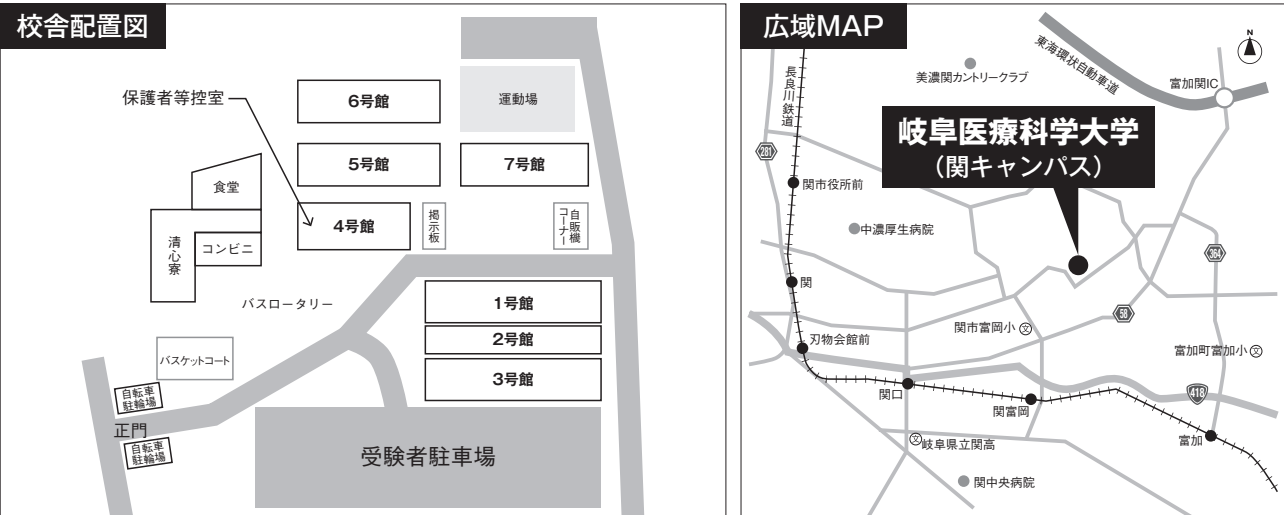 校舎配置図
保護者等控室
6号館
運動場
5号館
7号館
食堂
4号館
掲示板
自販機
コーナー
清心寮
コンビニ
バスロータリー
1号館
2号館
3号館
バスケットコート
自転車
駐輪場
正門
自転車
駐輪場
受験者駐車場
広域MAP
N
東海環状自動車道
富加関IC
美濃関カントリークラブ
長良川鉄道
岐阜医療科学大学
(関キャンパス)
281
関市役所前
中濃厚生病院
364
関
58
関市富岡小 文
刃物会館前
富加町富加小 文
418
関口
関富岡
富加
文 岐阜県立関高
関中央病院